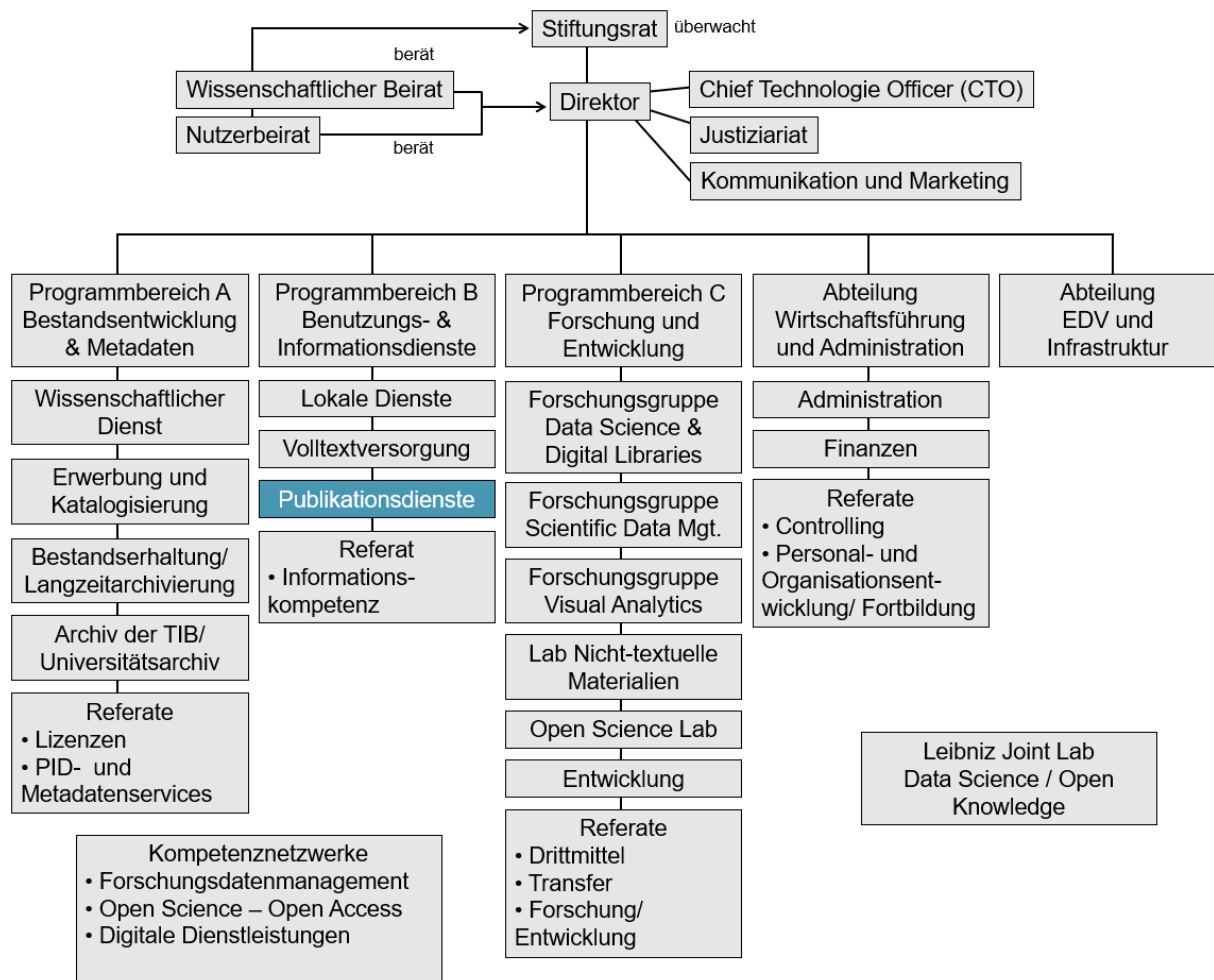 Stiftungsrat
überwacht
berät
Wissenschaftlicher Beirat
Direktor
Chief Technologie Officer (CTO)
Nutzerbeirat
berät
Justiziariat
Kommunikation und Marketing
Programmbereich A
Bestandsentwicklung
& Metadaten
Wissenschaftlicher
Dienst
Erwerbung und
Katalogisierung
Bestandserhaltung/
Langzeitarchivierung
Archiv der TIB/
Universitätsarchiv
Referate
• Lizenzen
• PID- und
Metadatenservices
Programmbereich B
Benutzungs- &
Informationsdienste
Lokale Dienste
Volltextversorgung
Publikationsdienste
Referat
• Informations-
kompetenz
Programmbereich C
Forschung und
Entwicklung
Forschungsgruppe
Data Science &
Digital Libraries
Forschungsgruppe
Scientific Data Mgt.
Forschungsgruppe
Visual Analytics
Lab Nicht-textuelle
Materialien
Open Science Lab
Entwicklung
Referate
• Drittmittel
• Transfer
• Forschung/
Entwicklung
Abteilung
Wirtschaftsführung
und Administration
Administration
Finanzen
Referate
• Controlling
• Personal- und
Organisationsent-
wicklung/ Fortbildung
Abteilung
EDV und
Infrastruktur
Leibniz Joint Lab
Data Science / Open
Knowledge
Kompetenznetzwerke
• Forschungsdatenmanagement
• Open Science – Open Access
• Digitale Dienstleistungen